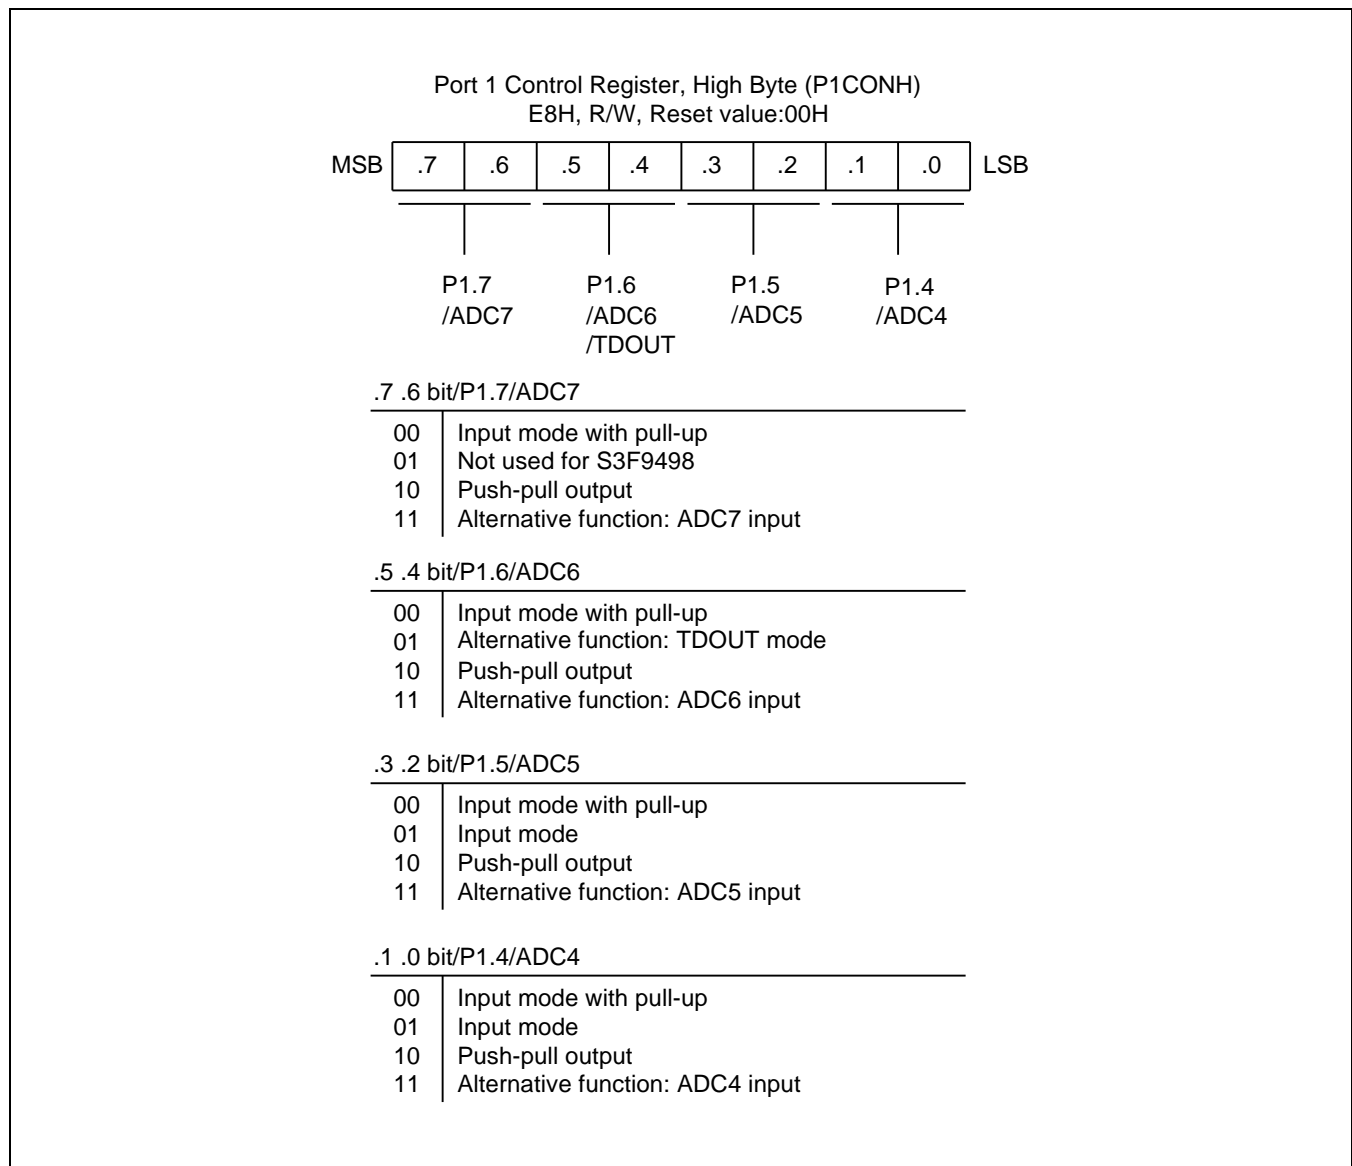 Port 1 Control Register, High Byte (P1CONH)
E8H, R/W, Reset value:00H
MSB .7 .6 .5 .4 .3 .2 .1 .0 LSB
P1.7
/ADC7
P1.6
/ADC6
/TDOUT
P1.5
/ADC5
P1.4
/ADC4
.7 .6 bit/P1.7/ADC7
00 Input mode with pull-up
01 Not used for S3F9498
10 Push-pull output
11 Alternative function: ADC7 input
.5 .4 bit/P1.6/ADC6
00 Input mode with pull-up
01 Alternative function: TDOUT mode
10 Push-pull output
11 Alternative function: ADC6 input
.3 .2 bit/P1.5/ADC5
00 Input mode with pull-up
01 Input mode
10 Push-pull output
11 Alternative function: ADC5 input
.1 .0 bit/P1.4/ADC4
00 Input mode with pull-up
01 Input mode
10 Push-pull output
11 Alternative function: ADC4 input